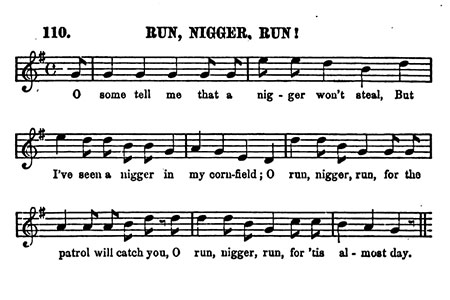 110. RUN, NIGGER, RUN!
O some tell me that a nig - ger won't steal, But
I've seen a nigger in my corn-field; O run, nigger, run, for the
patrol will catch you, O run, nigger, run, for 'tis al - most day.